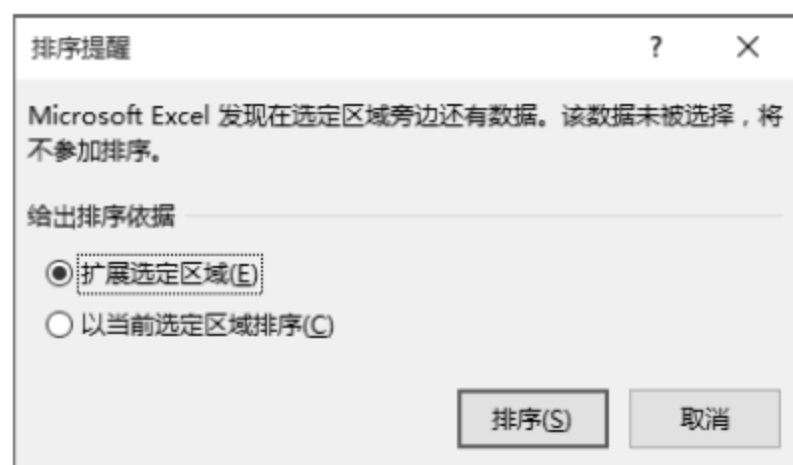 排序提醒 ? ×
Microsoft Excel 发现在选定区域旁边还有数据。该数据未被选择，将
不参加排序。
给出排序依据
扩展选定区域(E)
以当前选定区域排序(C)
排序(S) 取消